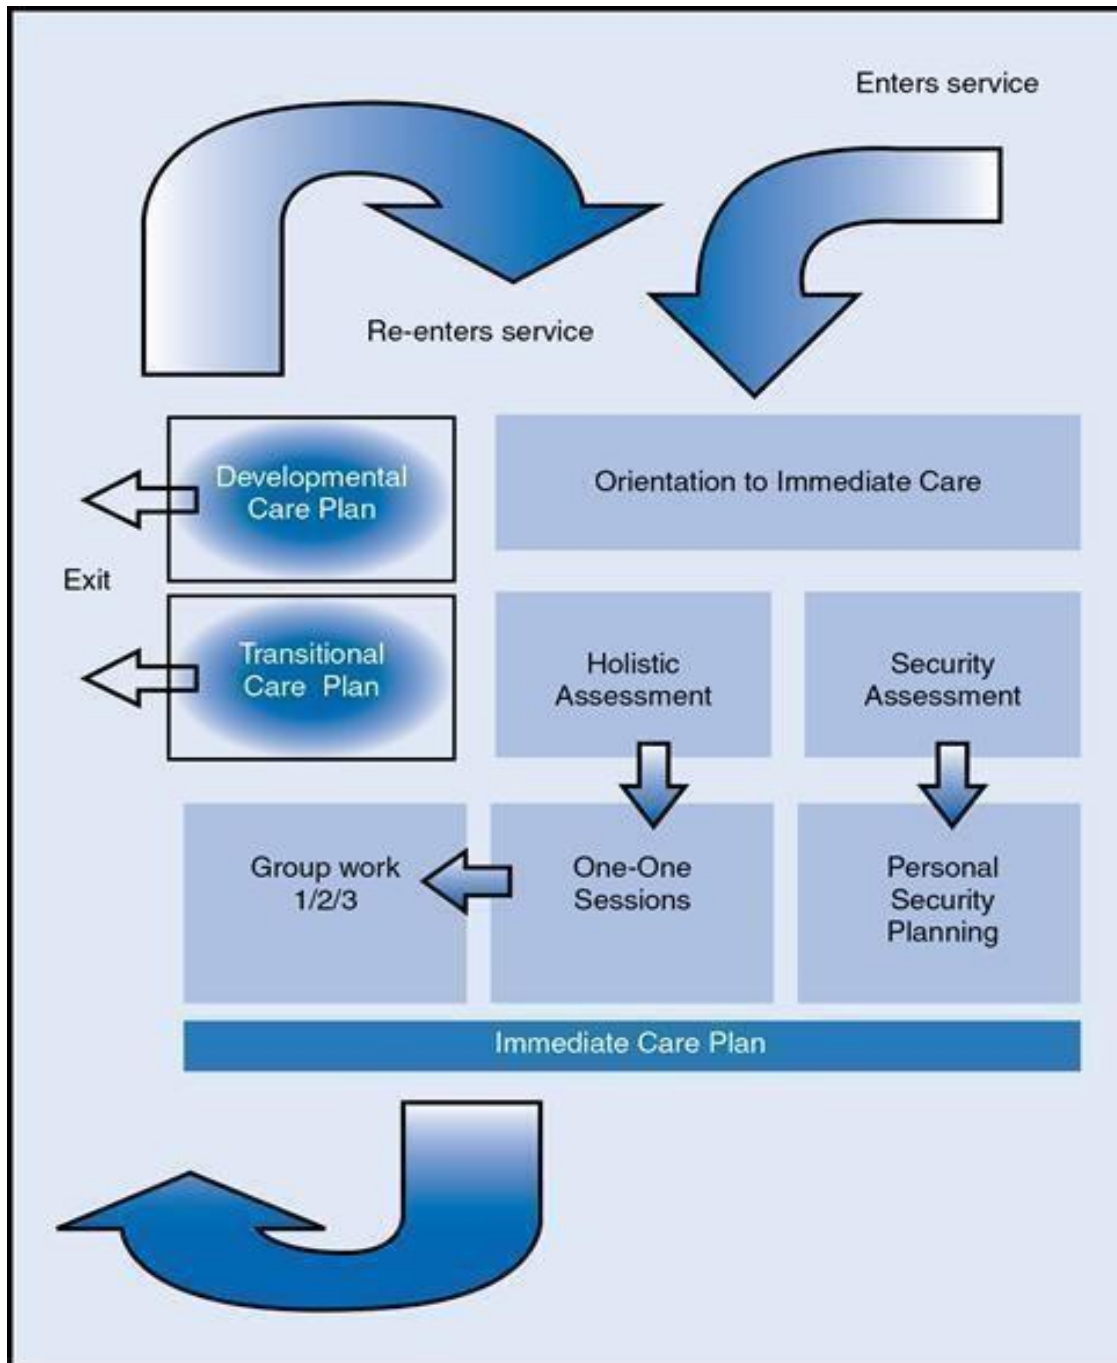 Enters service
Re-enters service
Developmental
Care Plan
Orientation to Immediate Care
Exit
Transitional
Care Plan
Holistic
Assessment
Security
Assessment
Group work
1/2/3
One-One
Sessions
Personal
Security
Planning
Immediate Care Plan